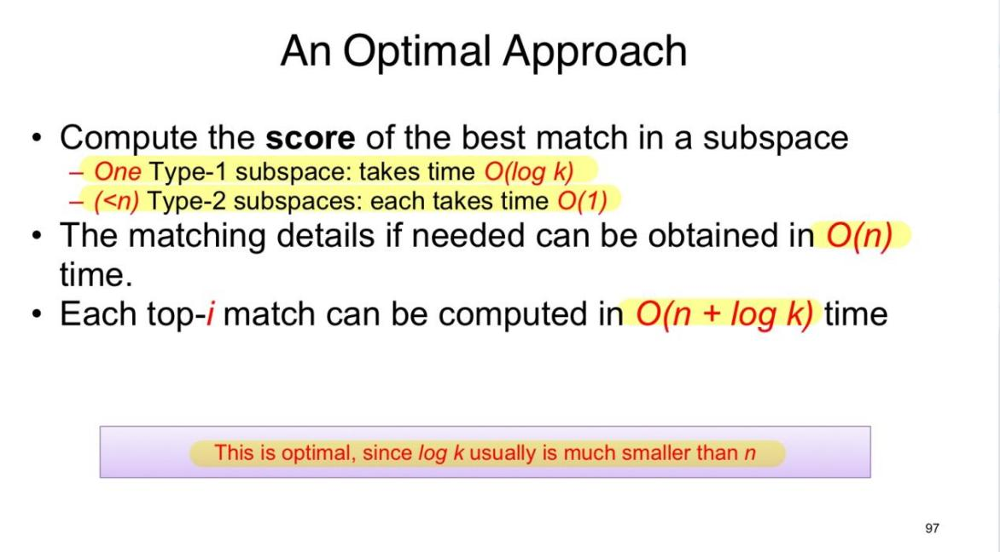 An Optimal Approach
• Compute the score of the best match in a subspace
– One Type-1 subspace: takes time O(log k)
– (<n) Type-2 subspaces: each takes time O(1)
• The matching details if needed can be obtained in O(n)
time.
• Each top-i match can be computed in O(n + log k) time
This is optimal, since log k usually is much smaller than n
97